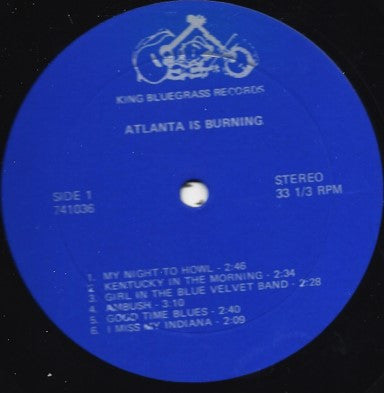 KING BLUEGRASS RECORDS
ATLANTA IS BURNING
SIDE 1
741036
STEREO
33 1/3 RPM
1. MY NIGHT TO HOWL - 2:46
2. KENTUCKY IN THE MORNING - 2:34
3. GIRL IN THE BLUE VELVET BAND - 2:28
4. AMBUSH - 3:10
5. GOOD TIME BLUES - 2:40
6. I MISS MY INDIANA - 2:09